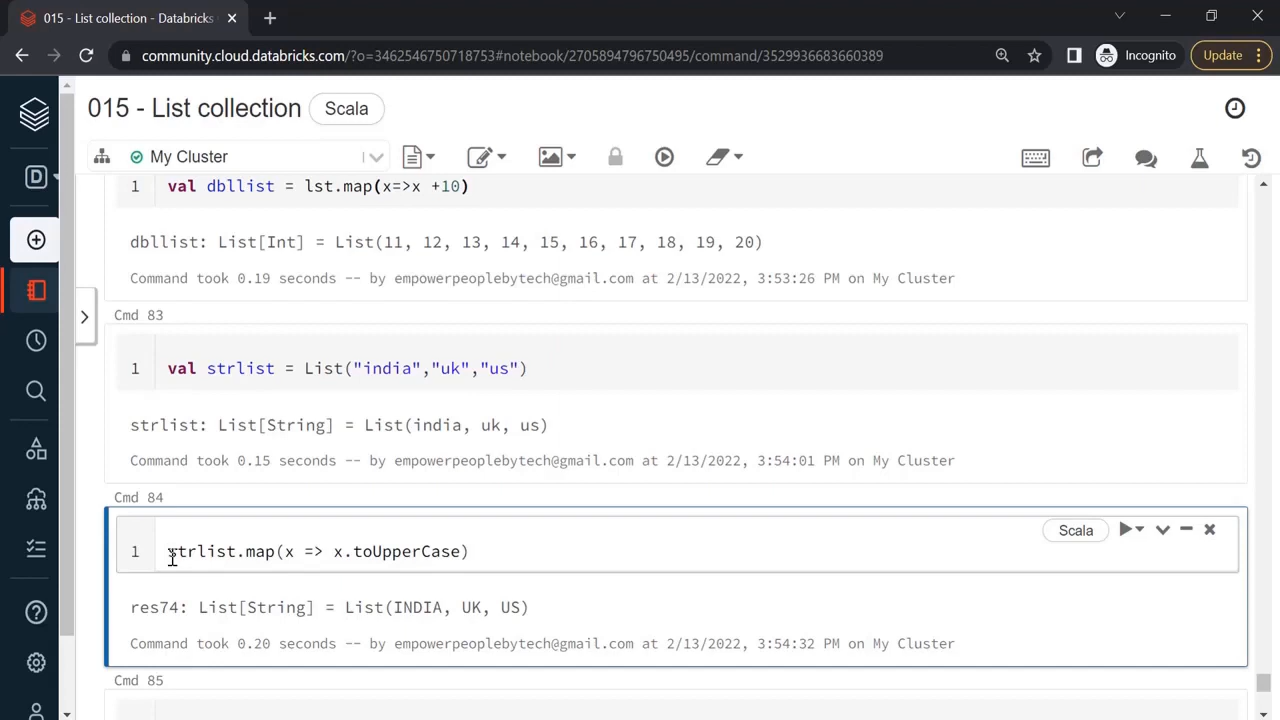 015 - List collection - Databricks
community.cloud.databricks.com/?o=3462546750718753#notebook/2705894796750495/command/3529936683660389
Incognito
Update
015 - List collection
Scala
D
My Cluster
1 val dbllist = lst.map(x=>x +10)
dbllist: List[Int] = List(11, 12, 13, 14, 15, 16, 17, 18, 19, 20)
Command took 0.19 seconds -- by empowerpeoplebytech@gmail.com at 2/13/2022, 3:53:26 PM on My Cluster
Cmd 83
1 val strlist = List("india","uk","us")
strlist: List[String] = List(india, uk, us)
Command took 0.15 seconds -- by empowerpeoplebytech@gmail.com at 2/13/2022, 3:54:01 PM on My Cluster
Cmd 84
Scala
1 strlist.map(x => x.toUpperCase)
res74: List[String] = List(INDIA, UK, US)
Command took 0.20 seconds -- by empowerpeoplebytech@gmail.com at 2/13/2022, 3:54:32 PM on My Cluster
Cmd 85